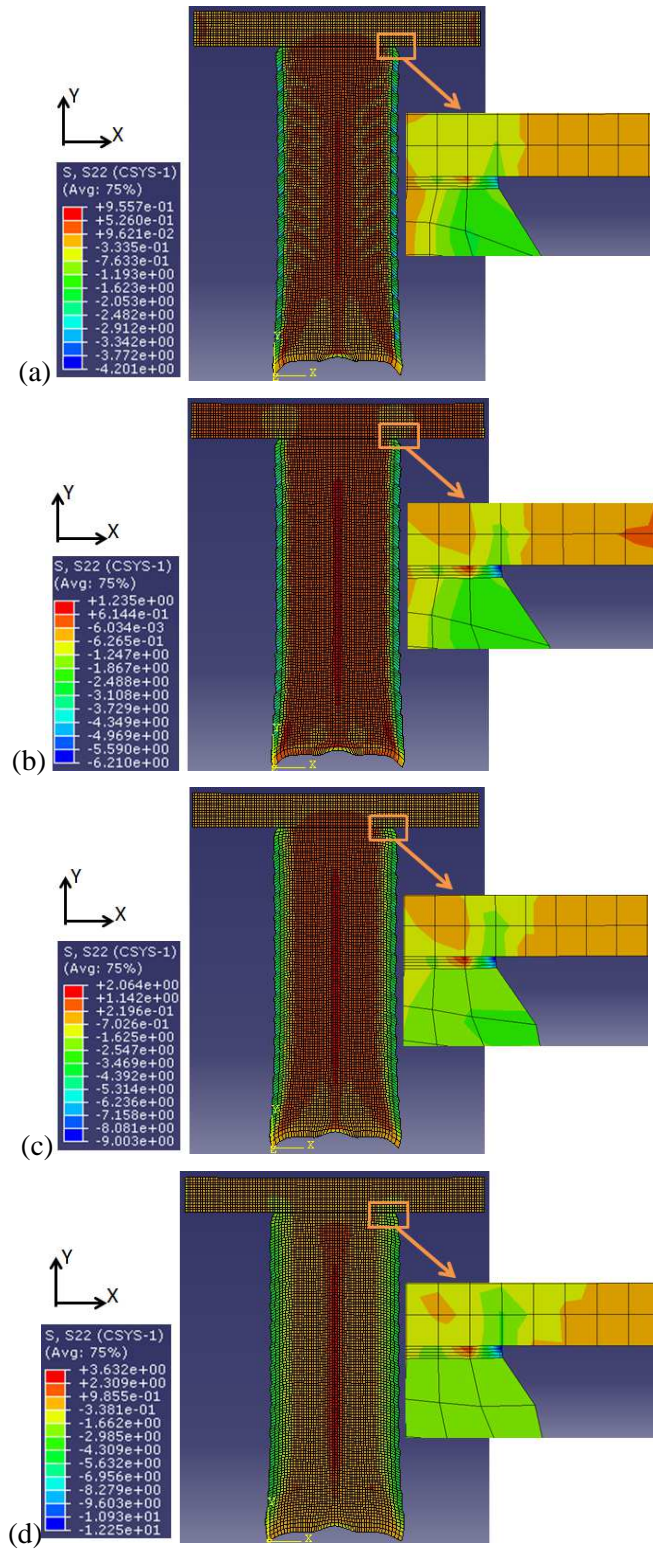 Y
X
S, S22 (CSYS-1)
(Avg: 75%)
+9.557e-01
+5.260e-01
+9.621e-02
-3.335e-01
-7.633e-01
-1.193e+00
-1.623e+00
-2.053e+00
-2.482e+00
-2.912e+00
-3.342e+00
-3.772e+00
-4.201e+00
Y
X
(a)
Y
X
S, S22 (CSYS-1)
(Avg: 75%)
+1.235e+00
+6.144e-01
-6.034e-03
-6.265e-01
-1.247e+00
-1.867e+00
-2.488e+00
-3.108e+00
-3.729e+00
-4.349e+00
-4.969e+00
-5.590e+00
-6.210e+00
X
(b)
Y
X
S, S22 (CSYS-1)
(Avg: 75%)
+2.064e+00
+1.142e+00
+2.196e-01
-7.026e-01
-1.625e+00
-2.547e+00
-3.469e+00
-4.392e+00
-5.314e+00
-6.236e+00
-7.158e+00
-8.081e+00
-9.003e+00
X
(c)
Y
X
S, S22 (CSYS-1)
(Avg: 75%)
+3.632e+00
+2.309e+00
+9.855e-01
-3.381e-01
-1.662e+00
-2.985e+00
-4.309e+00
-5.632e+00
-6.956e+00
-8.279e+00
-9.603e+00
-1.093e+01
-1.225e+01
X
(d)